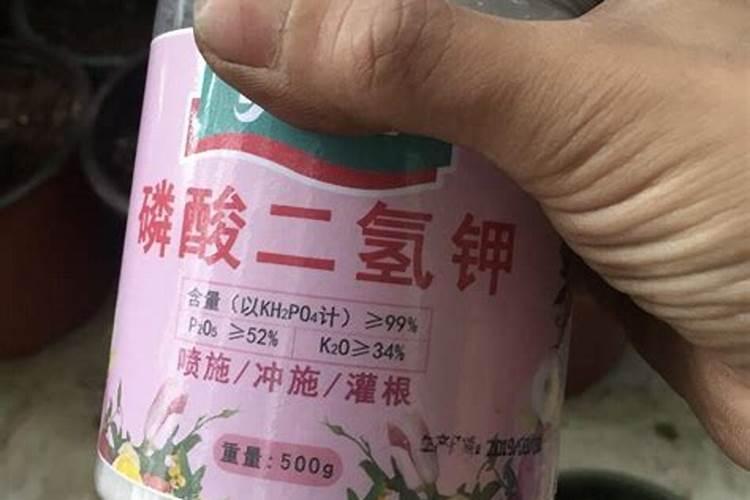 磷酸二氢钾
含量（以KH₂PO₄计）≥99%
P₂O₅ ≥52% K₂O≥34%
喷施/冲施/灌根
重量：500g